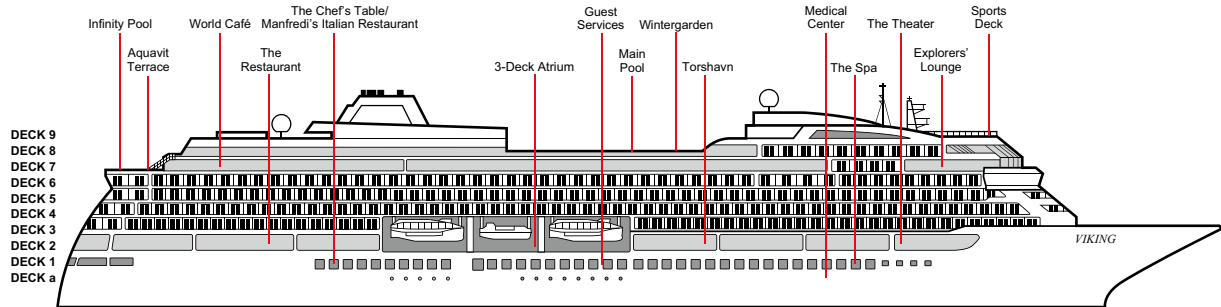 Infinity Pool
World Café
The Chef's Table/
Manfredi's Italian Restaurant
Guest
Services
Wintergarden
Medical
Center
The Theater
Sports
Deck
Aquavit
Terrace
The
Restaurant
3-Deck Atrium
Main
Pool
Torshavn
The Spa
Explorers'
Lounge
DECK 9
DECK 8
DECK 7
DECK 6
DECK 5
DECK 4
DECK 3
DECK 2
DECK 1
DECK a
VIKING